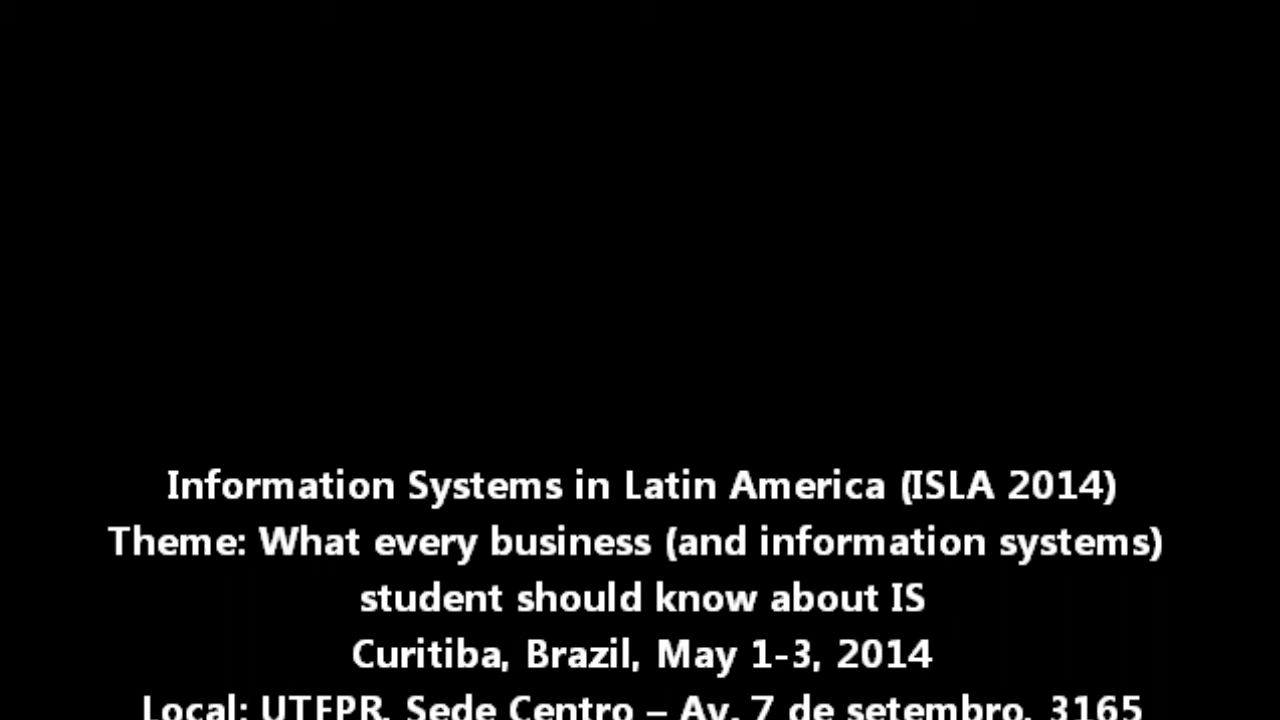 Information Systems in Latin America (ISLA 2014)
Theme: What every business (and information systems)
student should know about IS
Curitiba, Brazil, May 1-3, 2014
Local: UTFPR, Sede Centro – Av. 7 de setembro, 3165